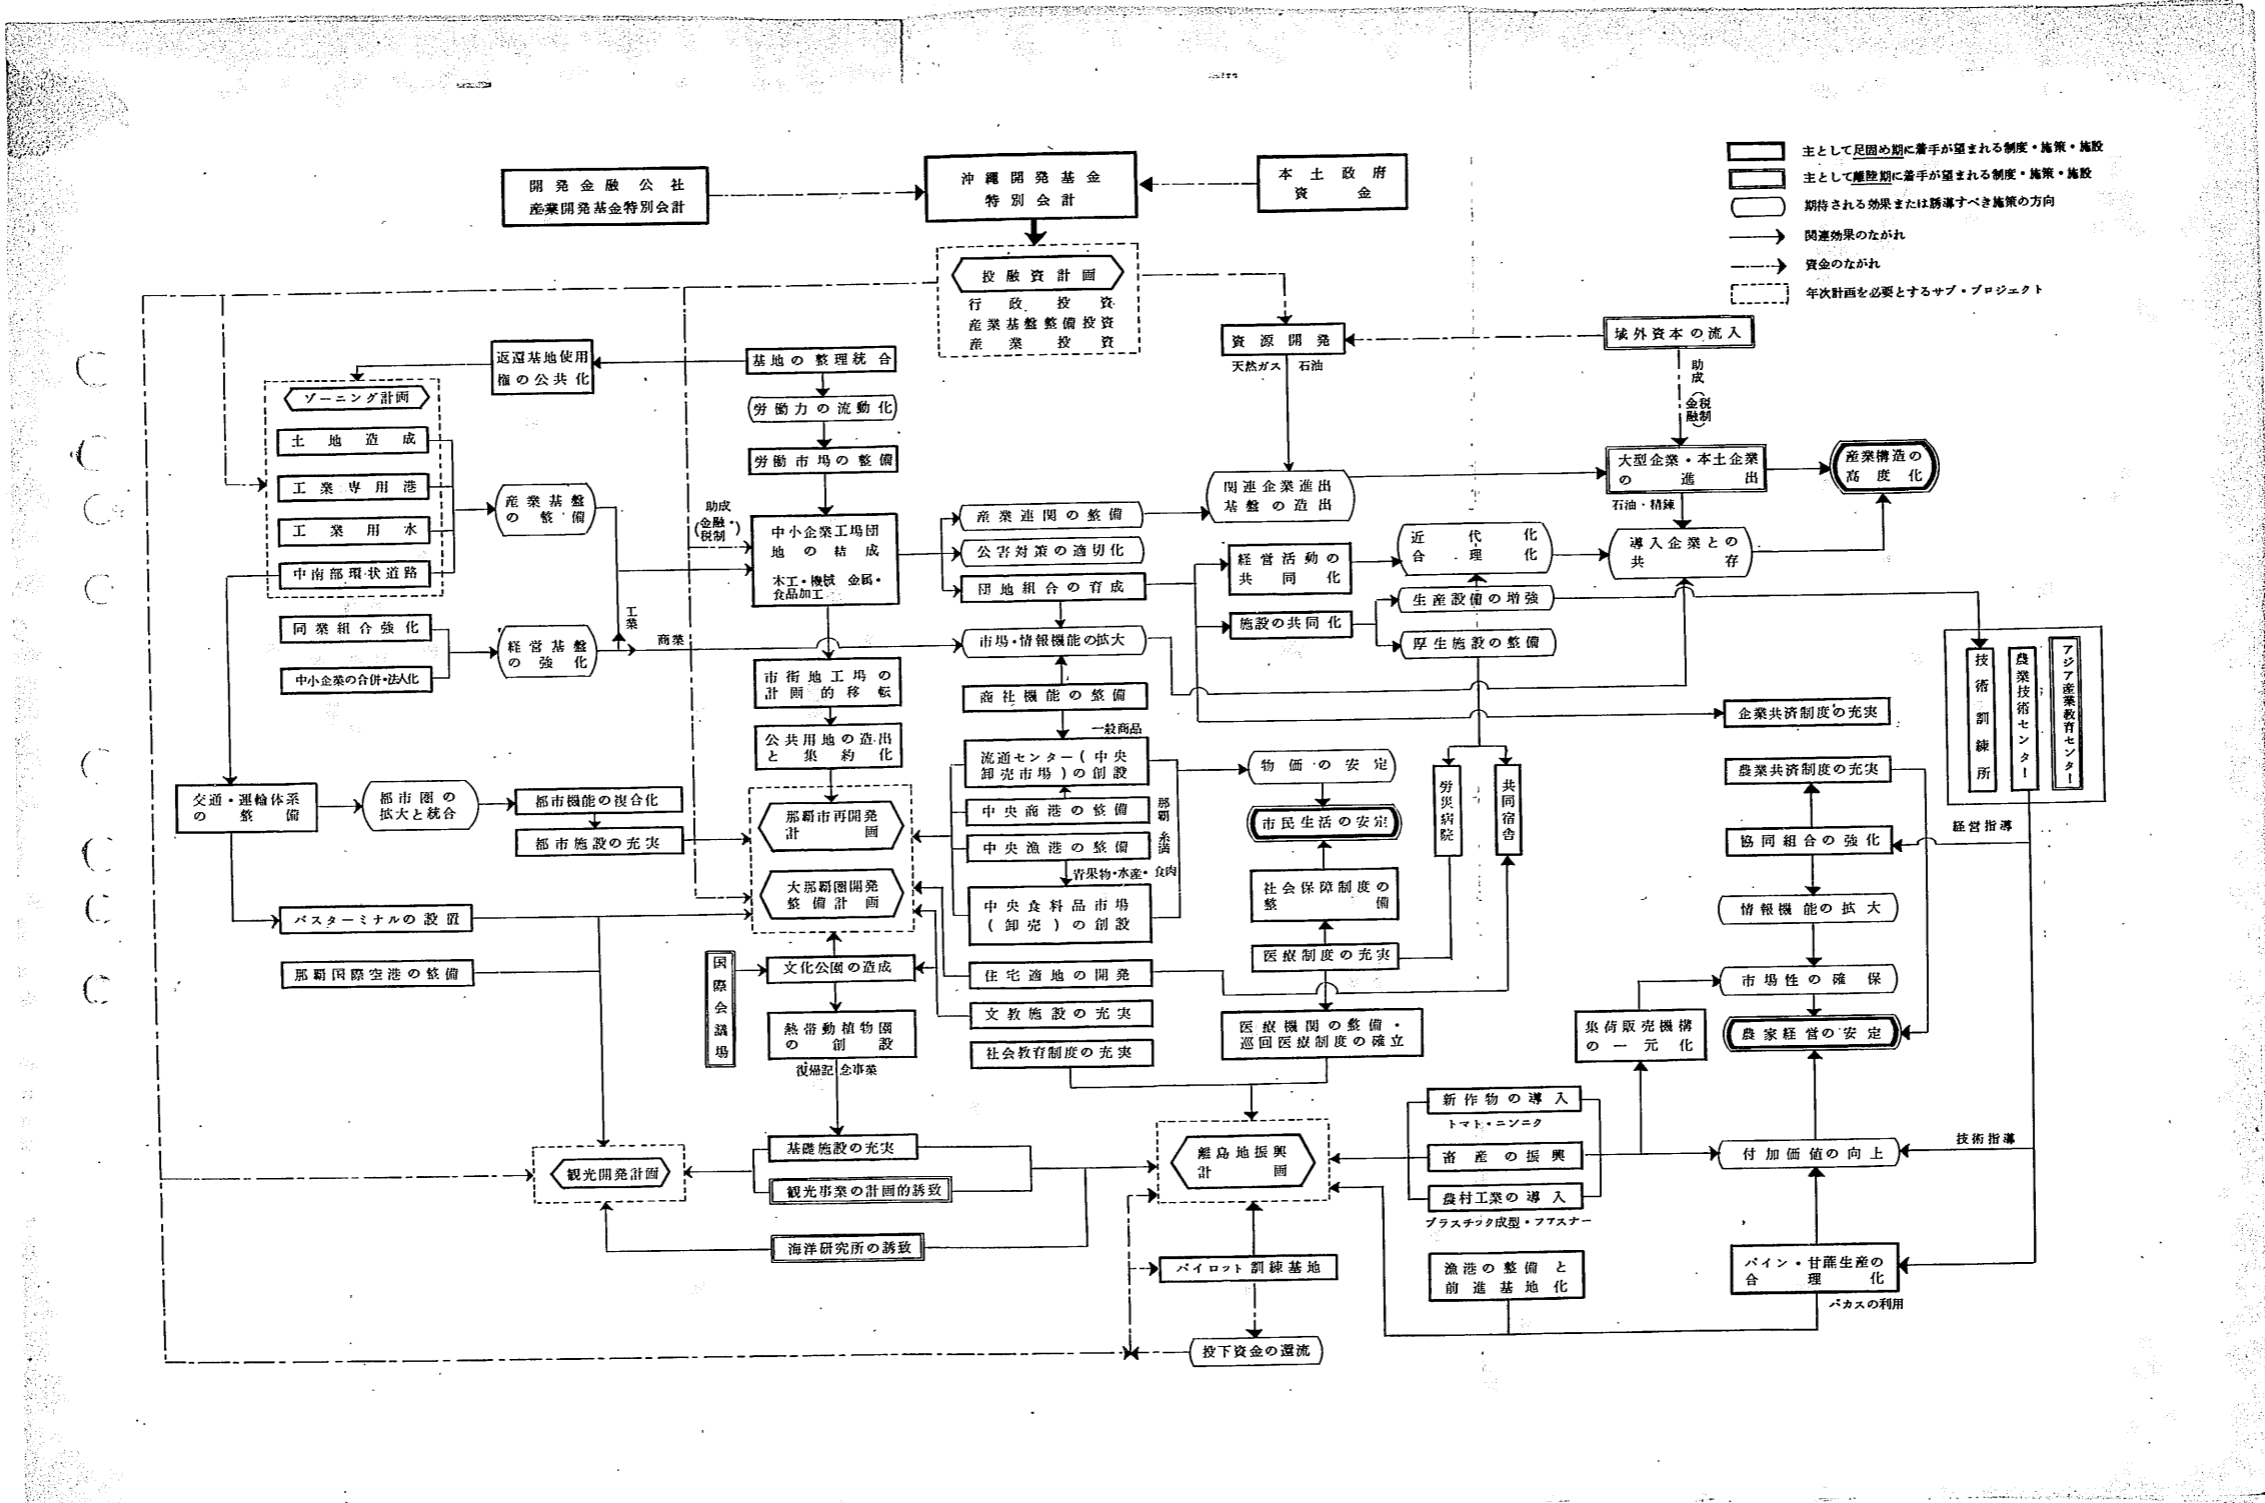 開発金融公社
産業開発基金特別会計
沖縄開発基金
特別会計
本土政府
資金
主として足固め期に着手が望まれる制度・施策・施設
主として離陸期に着手が望まれる制度・施策・施設
期待される効果または誘導すべき施策の方向
関連効果のながれ
資金のながれ
年次計画を必要とするサブ・プロジェクト
投融資計画
行政投資
産業基盤整備投資
産業投資
資源開発
天然ガス 石油
域外資本の流入
助成
(金融税制)
返還基地使用
権の公共化
基地の整理統合
労働力の流動化
労働市場の整備
ゾーニング計画
土地造成
工業専用港
工業用水
中南部環状道路
産業基盤
の整備
同業組合強化
中小企業の合併・法人化
経営基盤
の強化
工業
商業
助成
(金融・
税制)
中小企業工場団
地の結成
木工・機械 金属・
食品加工
産業連関の整備
公害対策の適切化
団地組合の育成
市場・情報機能の拡大
商社機能の整備
関連企業進出
基盤の造出
大型企業・本土企業
の進出
石油・精錬
産業構造の
高度化
経営活動の
共同化
施設の共同化
近代化
合理化
生産設備の増強
厚生施設の整備
導入企業との
共存
技術訓練所
農業技術センター
アジア産業教育センター
市街地工場の
計画的移転
公共用地の造出
と集約化
一般商品
流通センター(中央
卸売市場)の創設
中央商港の整備
那覇
中央漁港の整備
糸満
青果物・水産・食肉
中央食料品市場
(卸売)の創設
物価の安定
市民生活の安定
社会保障制度の
整備
医療制度の充実
労災病院
共同宿舎
企業共済制度の充実
農業共済制度の充実
経営指導
協同組合の強化
情報機能の拡大
市場性の確保
農家経営の安定
交通・運輸体系
の整備
都市圏の
拡大と統合
都市機能の複合化
都市施設の充実
那覇市再開発
計画
大那覇圏開発
整備計画
バスターミナルの設置
那覇国際空港の整備
国際会議場
文化公園の造成
熱帯動植物園
の創設
復帰記念事業
住宅適地の開発
文教施設の充実
社会教育制度の充実
医療機関の整備・
巡回医療制度の確立
集荷販売機構
の一元化
新作物の導入
トマト・ニンニク
畜産の振興
農村工業の導入
プラスチック成型・フアスナー
付加価値の向上
技術指導
基礎施設の充実
観光事業の計画的誘致
観光開発計画
離島地振興
計画
海洋研究所の誘致
パイロット訓練基地
漁港の整備と
前進基地化
パイン・甘蔗生産の
合理化
バカスの利用
投下資金の還流